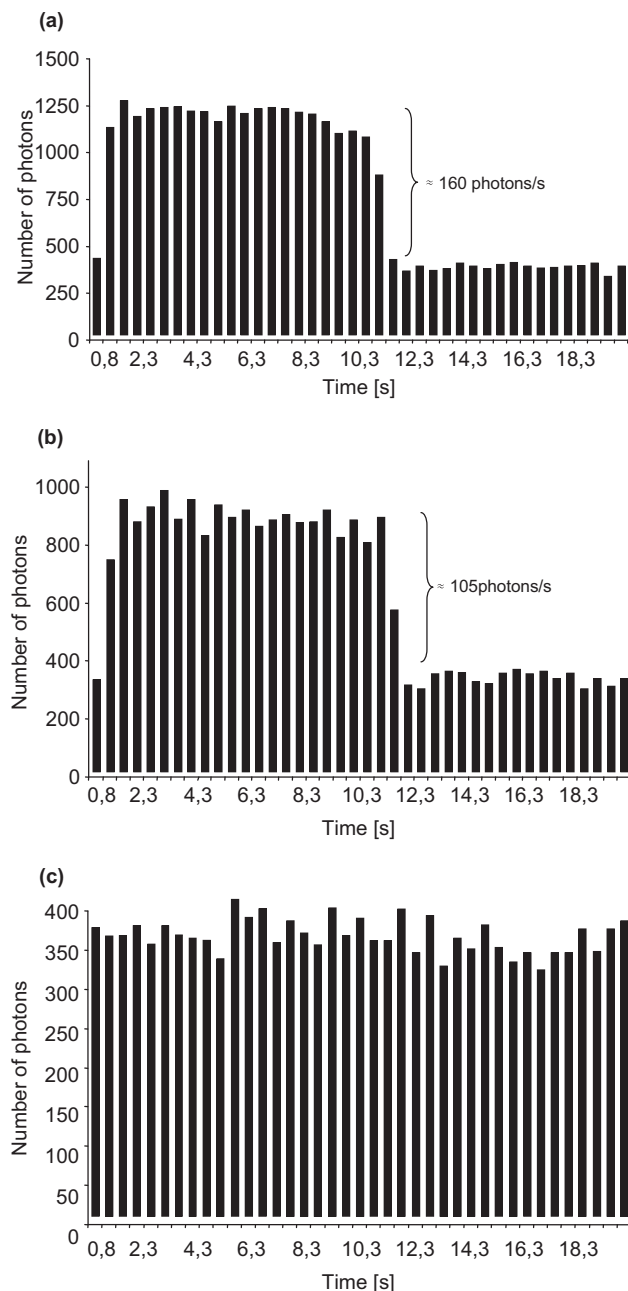 (a)
1500
1250
1000
750
500
250
0
Number of photons
≈ 160 photons/s
0,8 2,3 4,3 6,3 8,3 10,3 12,3 14,3 16,3 18,3
Time [s]
(b)
1000
800
600
400
200
0
Number of photons
≈ 105photons/s
0,8 2,3 4,3 6,3 8,3 10,3 12,3 14,3 16,3 18,3
Time [s]
(c)
400
350
300
250
200
150
400
50
0
Number of photons
0,8 2,3 4,3 6,3 8,3 10,3 12,3 14,3 16,3 18,3
Time [s]